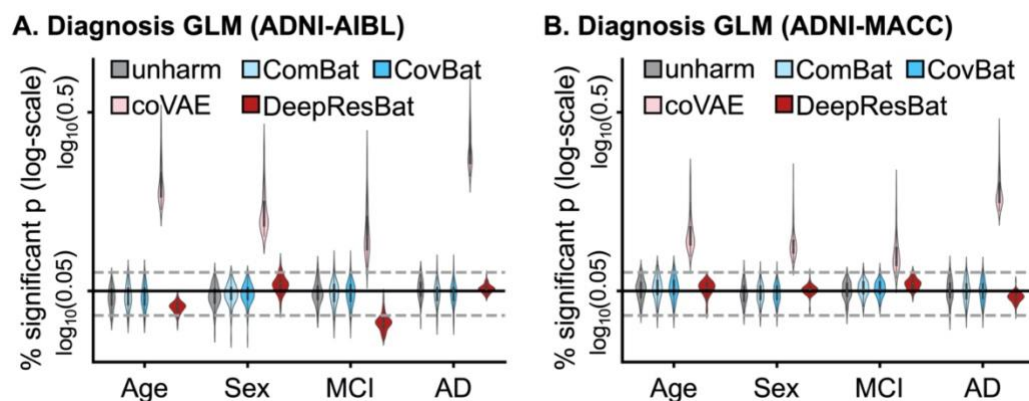 A. Diagnosis GLM (ADNI-AIBL)
unharm ComBat CovBat
coVAE DeepResBat
% significant p (log-scale)
log10(0.5)
log10(0.05)
Age Sex MCI AD
B. Diagnosis GLM (ADNI-MACC)
unharm ComBat CovBat
coVAE DeepResBat
% significant p (log-scale)
log10(0.5)
log10(0.05)
Age Sex MCI AD